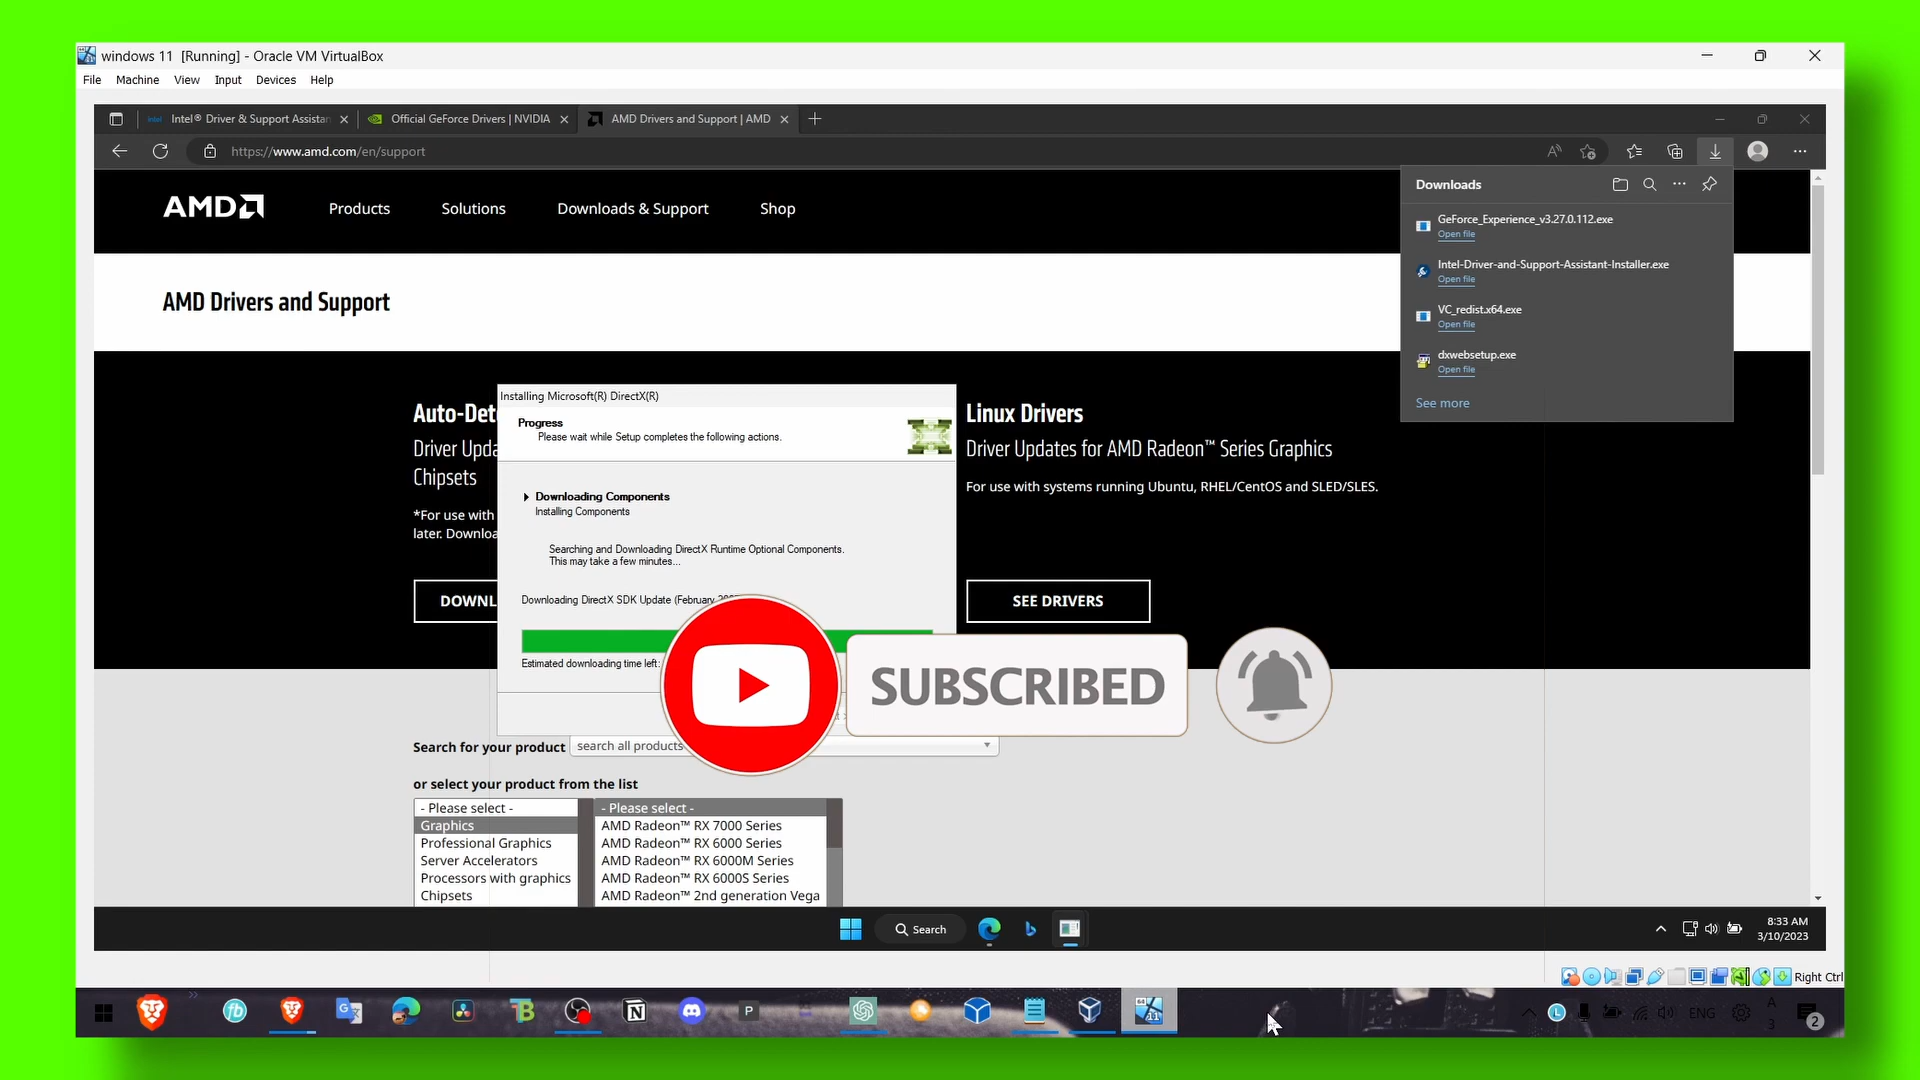 windows 11 [Running] - Oracle VM VirtualBox
File Machine View Input Devices Help
Intel® Driver & Support Assistan
Official GeForce Drivers | NVIDIA
AMD Drivers and Support | AMD
https://www.amd.com/en/support
AMD
Products
Solutions
Downloads & Support
Shop
Downloads
GeForce_Experience_v3.27.0.112.exe
Open file
Intel-Driver-and-Support-Assistant-Installer.exe
Open file
VC_redist.x64.exe
Open file
dxwebsetup.exe
Open file
See more
AMD Drivers and Support
Auto-Det
Driver Upda
Chipsets
*For use with
later. Downloa
DOWNL
Installing Microsoft(R) DirectX(R)
Progress
Please wait while Setup completes the following actions.
Downloading Components
Installing Components
Searching and Downloading DirectX Runtime Optional Components.
This may take a few minutes...
Downloading DirectX SDK Update (February
Estimated downloading time left:
Linux Drivers
Driver Updates for AMD Radeon™ Series Graphics
For use with systems running Ubuntu, RHEL/CentOS and SLED/SLES.
SEE DRIVERS
SUBSCRIBED
Search for your product
search all products
or select your product from the list
- Please select -
Graphics
Professional Graphics
Server Accelerators
Processors with graphics
Chipsets
- Please select -
AMD Radeon™ RX 7000 Series
AMD Radeon™ RX 6000 Series
AMD Radeon™ RX 6000M Series
AMD Radeon™ RX 6000S Series
AMD Radeon™ 2nd generation Vega
Search
8:33 AM
3/10/2023
Right Ctrl
ENG
2